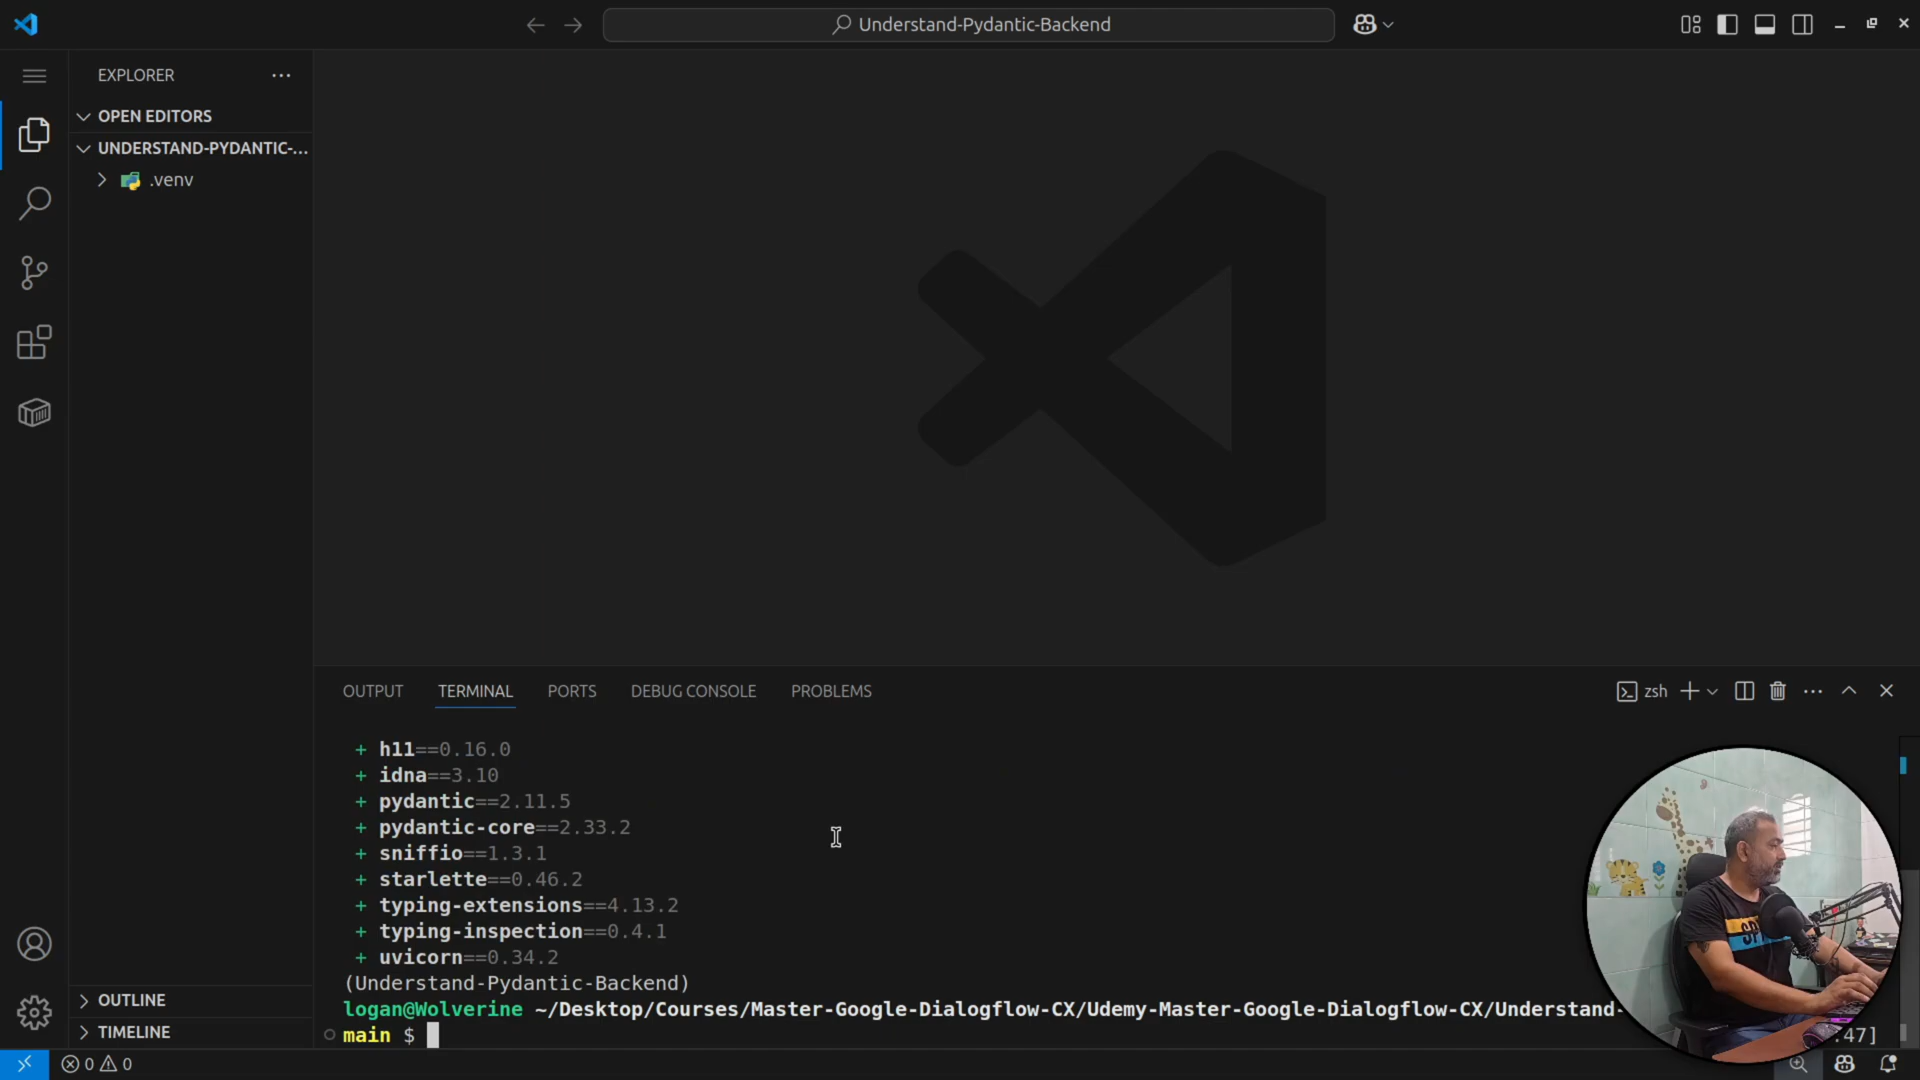 Understand-Pydantic-Backend
EXPLORER
OPEN EDITORS
UNDERSTAND-PYDANTIC-...
.venv
OUTLINE
TIMELINE
OUTPUT
TERMINAL
PORTS
DEBUG CONSOLE
PROBLEMS
zsh
+ h11==0.16.0
+ idna==3.10
+ pydantic==2.11.5
+ pydantic-core==2.33.2
+ sniffio==1.3.1
+ starlette==0.46.2
+ typing-extensions==4.13.2
+ typing-inspection==0.4.1
+ uvicorn==0.34.2
(Understand-Pydantic-Backend)
logan@Wolverine ~/Desktop/Courses/Master-Google-Dialogflow-CX/Udemy-Master-Google-Dialogflow-CX/Understand-
main $
.47]
0 0